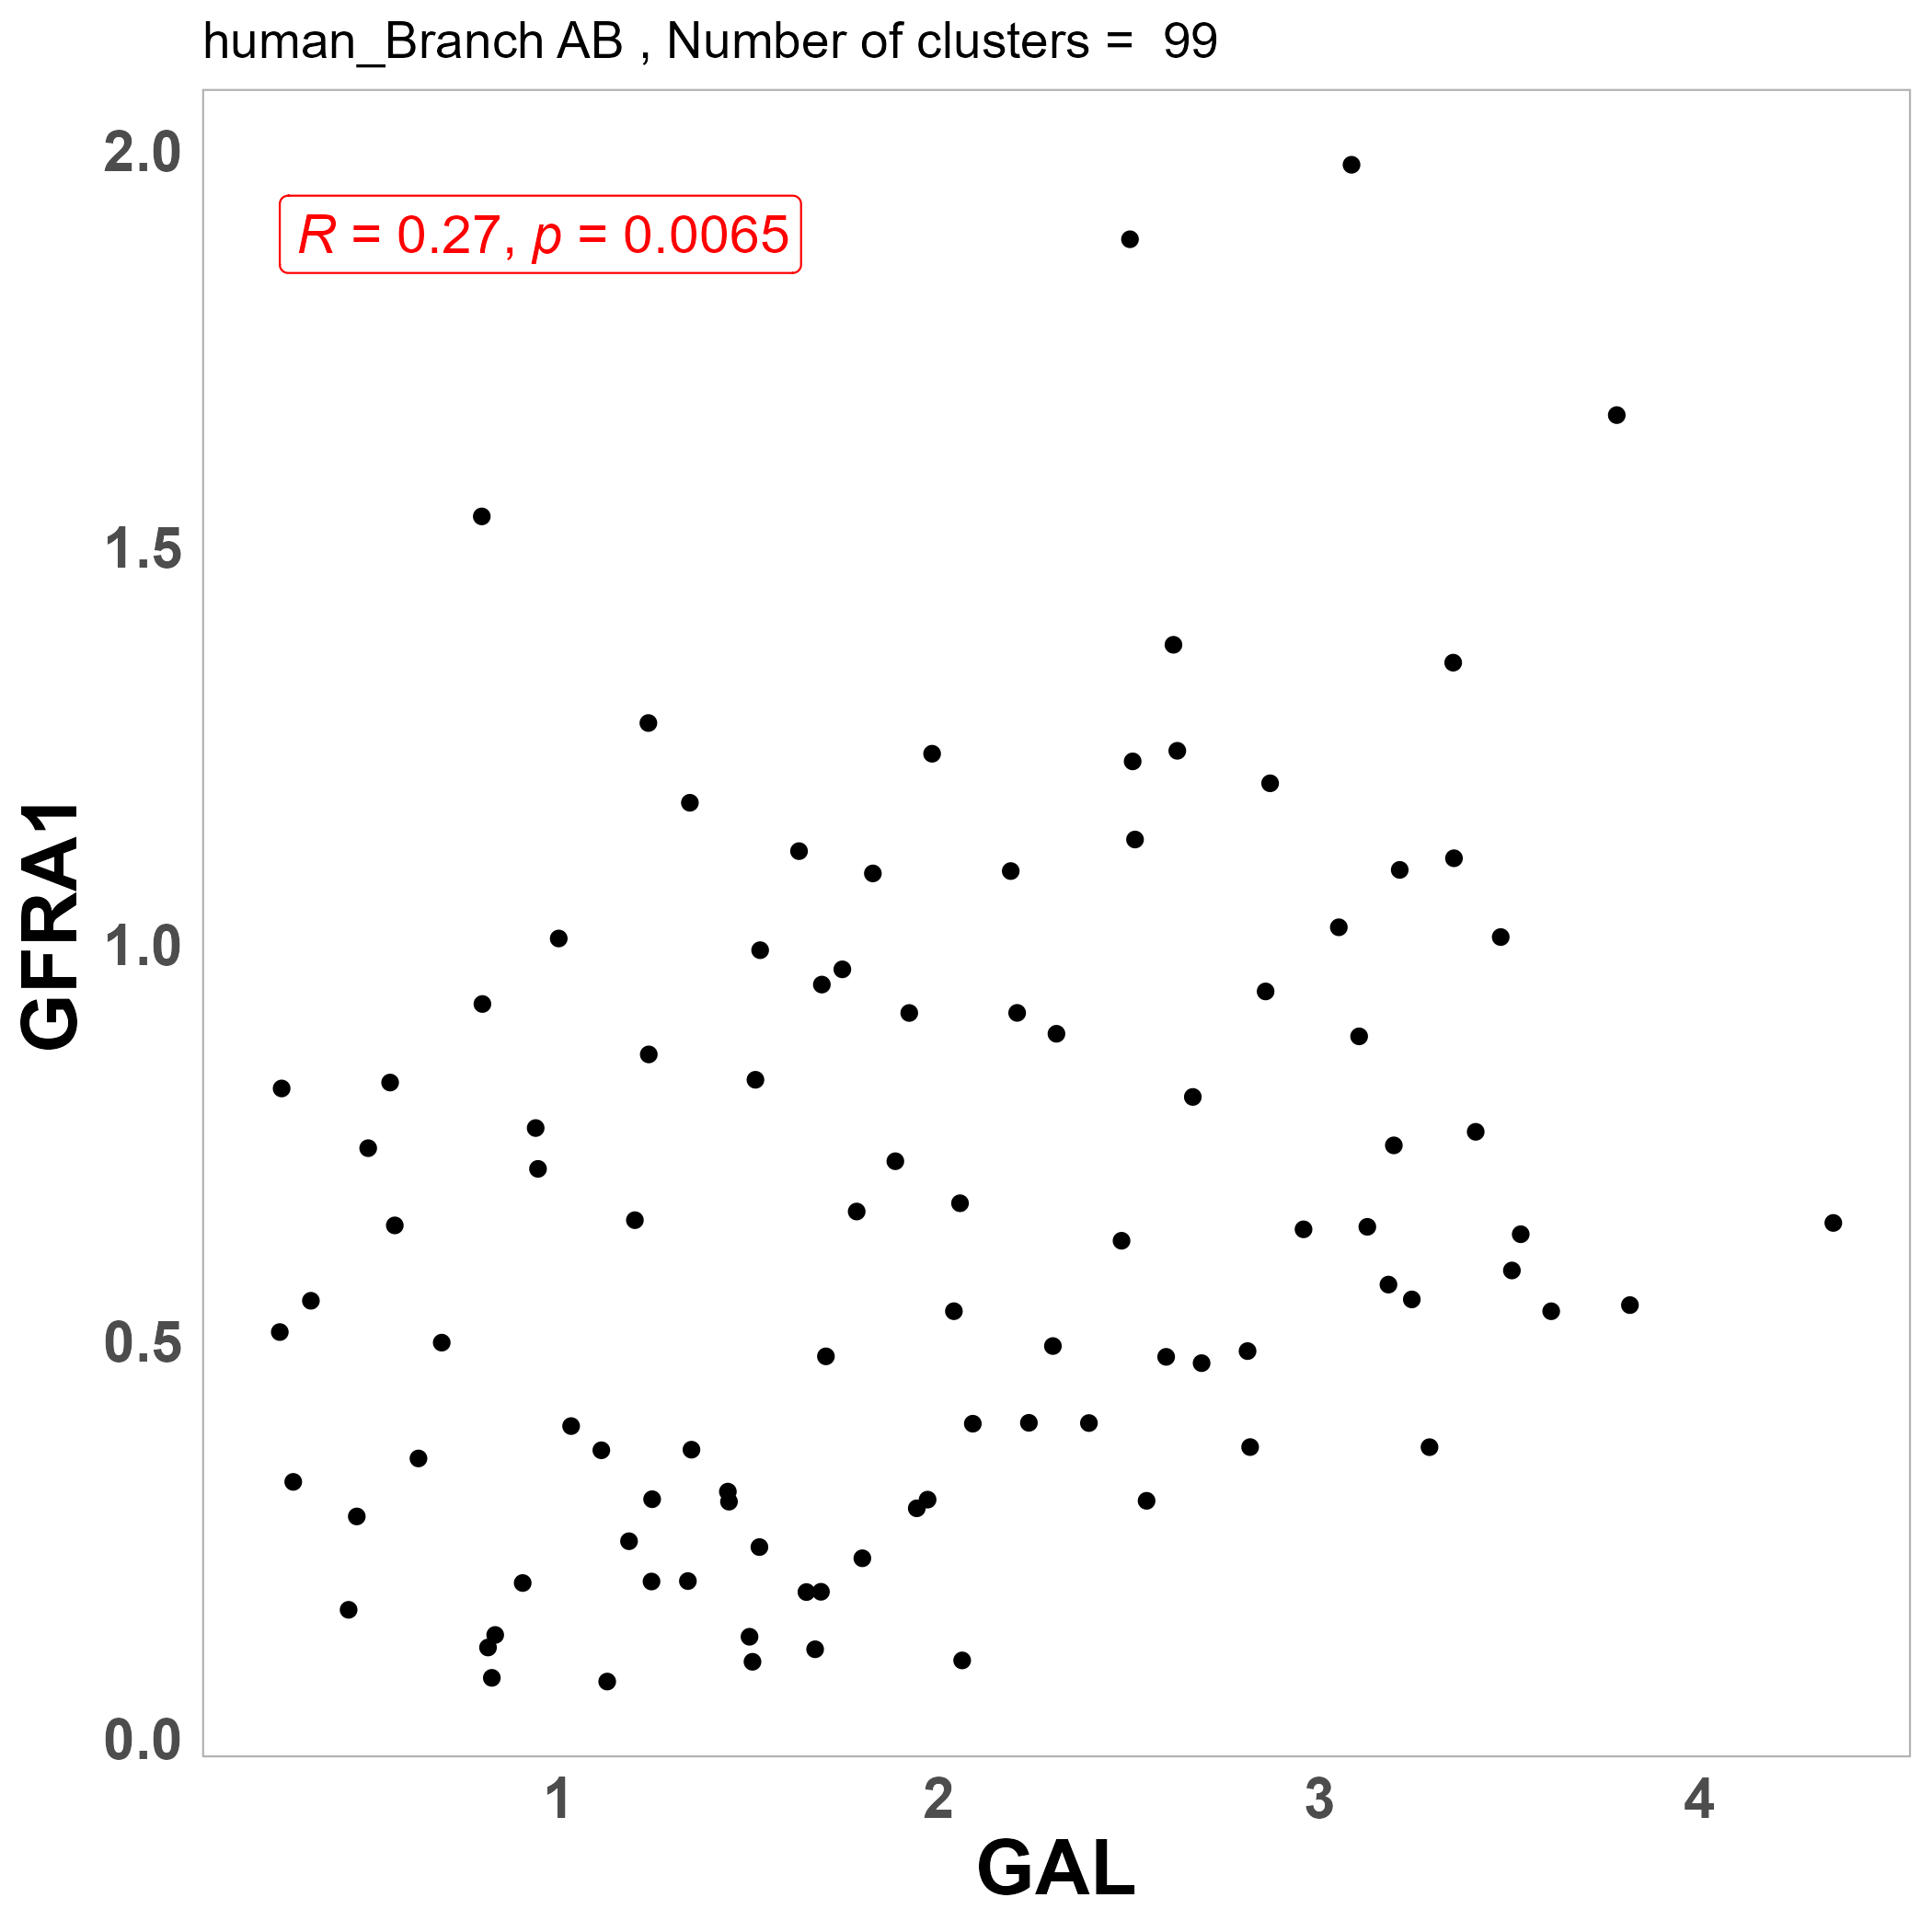 human_Branch AB , Number of clusters =  99
R = 0.27, p = 0.0065
2.0
1.5
1.0
0.5
0.0
GFRA1
1 2 3 4
GAL